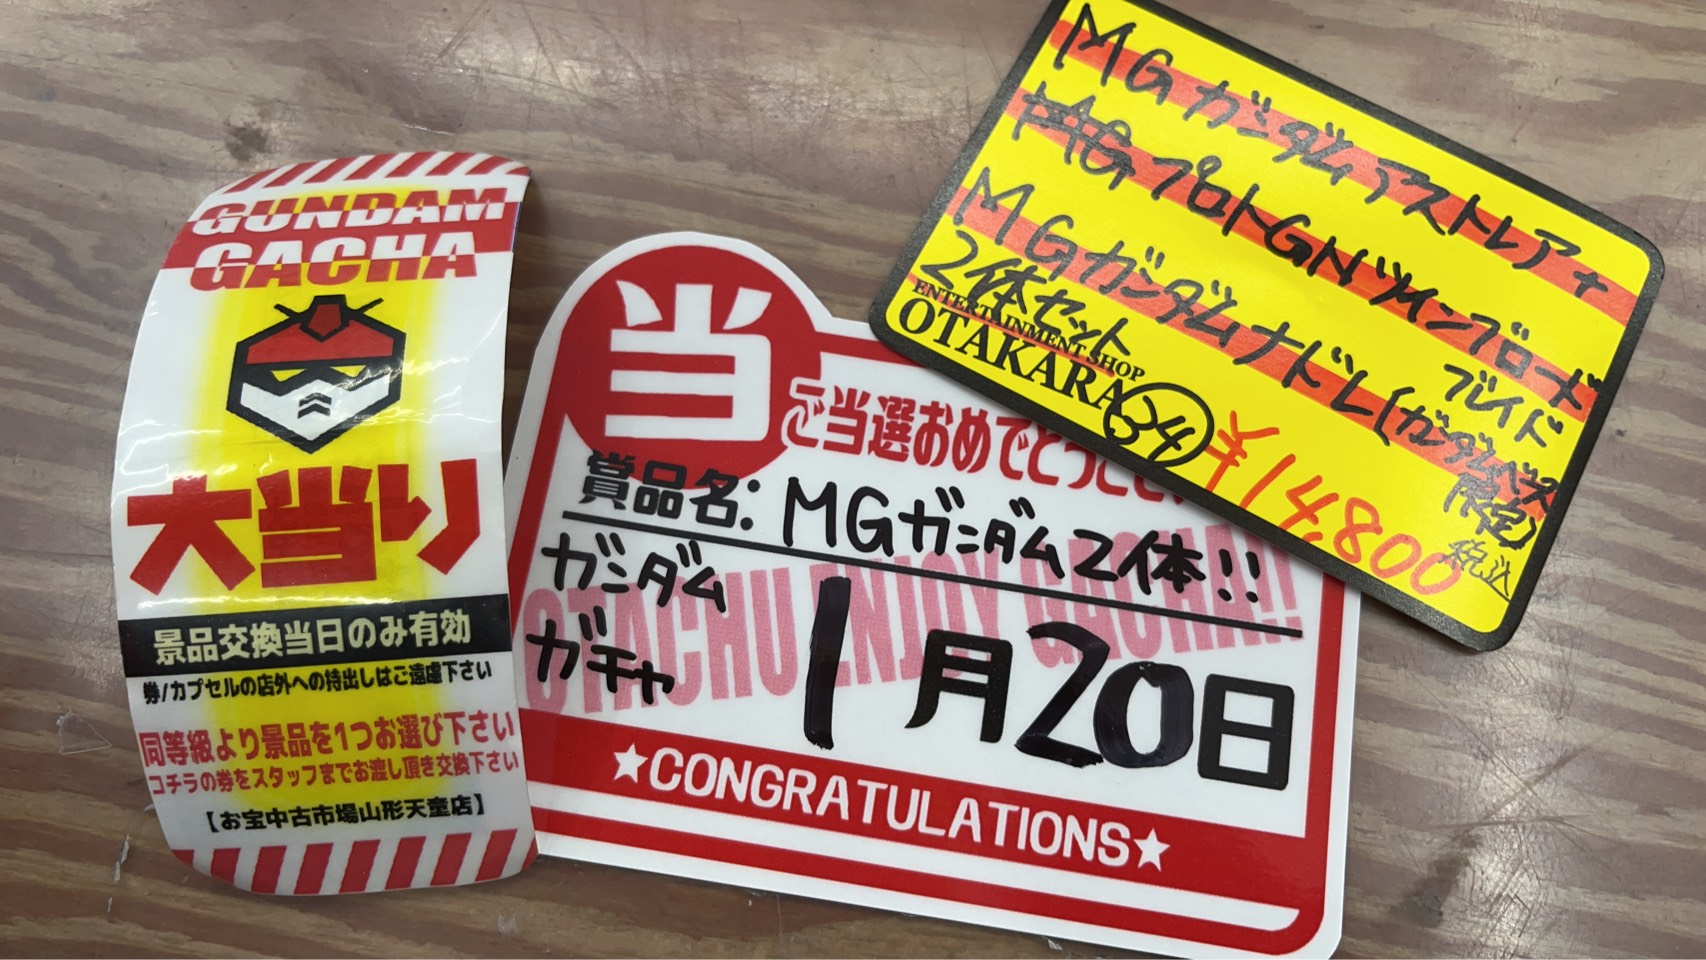 GUNDAM
GACHA
大当り
景品交換当日のみ有効
券/カプセルの店外への持出しはご遠慮下さい
同等級より景品を1つお選び下さい
コチラの券をスタッフまでお渡し頂き交換下さい
【お宝中古市場山形天童店】
当
ご当選おめでとうござ
賞品名:MGガンダム2体!!
ガンダム
ガチャ
1月20日
OTACHU ENJOY GACHA!!
★CONGRATULATIONS★
MGガンダムアストレア+
プロトGNツインブロード
ブレイド
MGガンダムナドレ(ガンダムベース
限定)
2体セット
ENTERTAINMENT SHOP
OTAKARA
34
¥14,800
税込